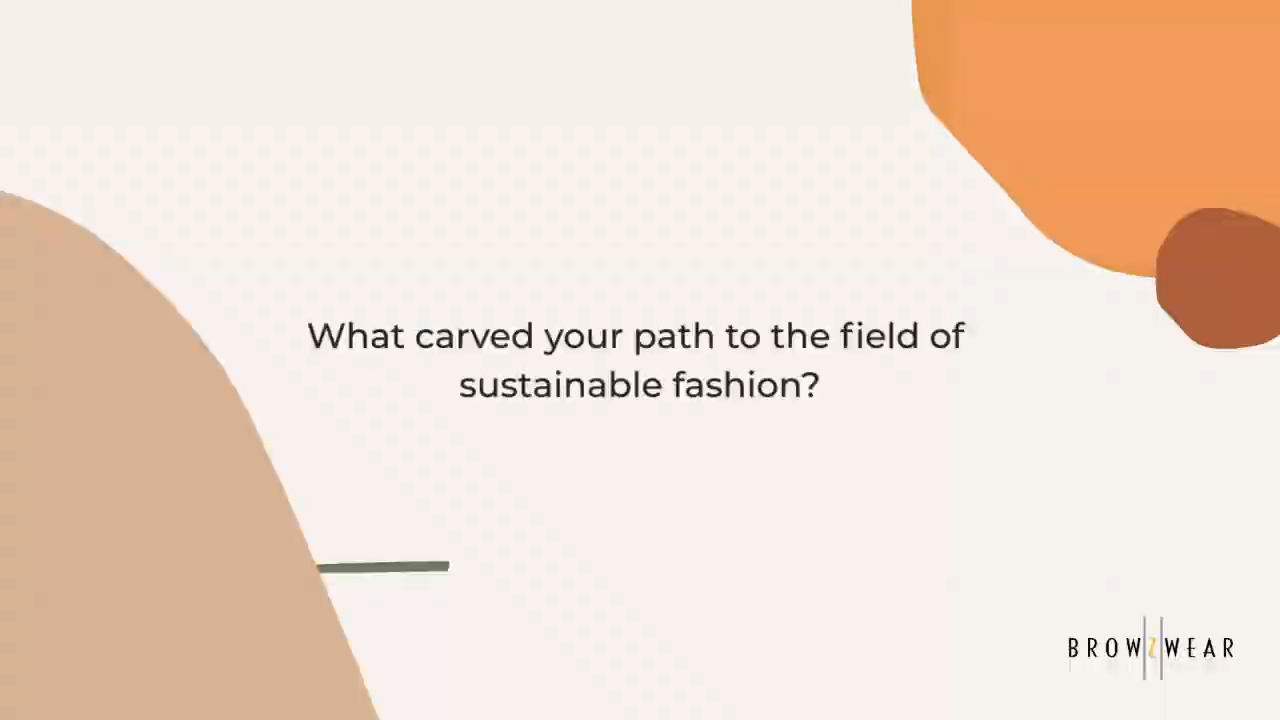 What carved your path to the field of
sustainable fashion?
BROWZWEAR